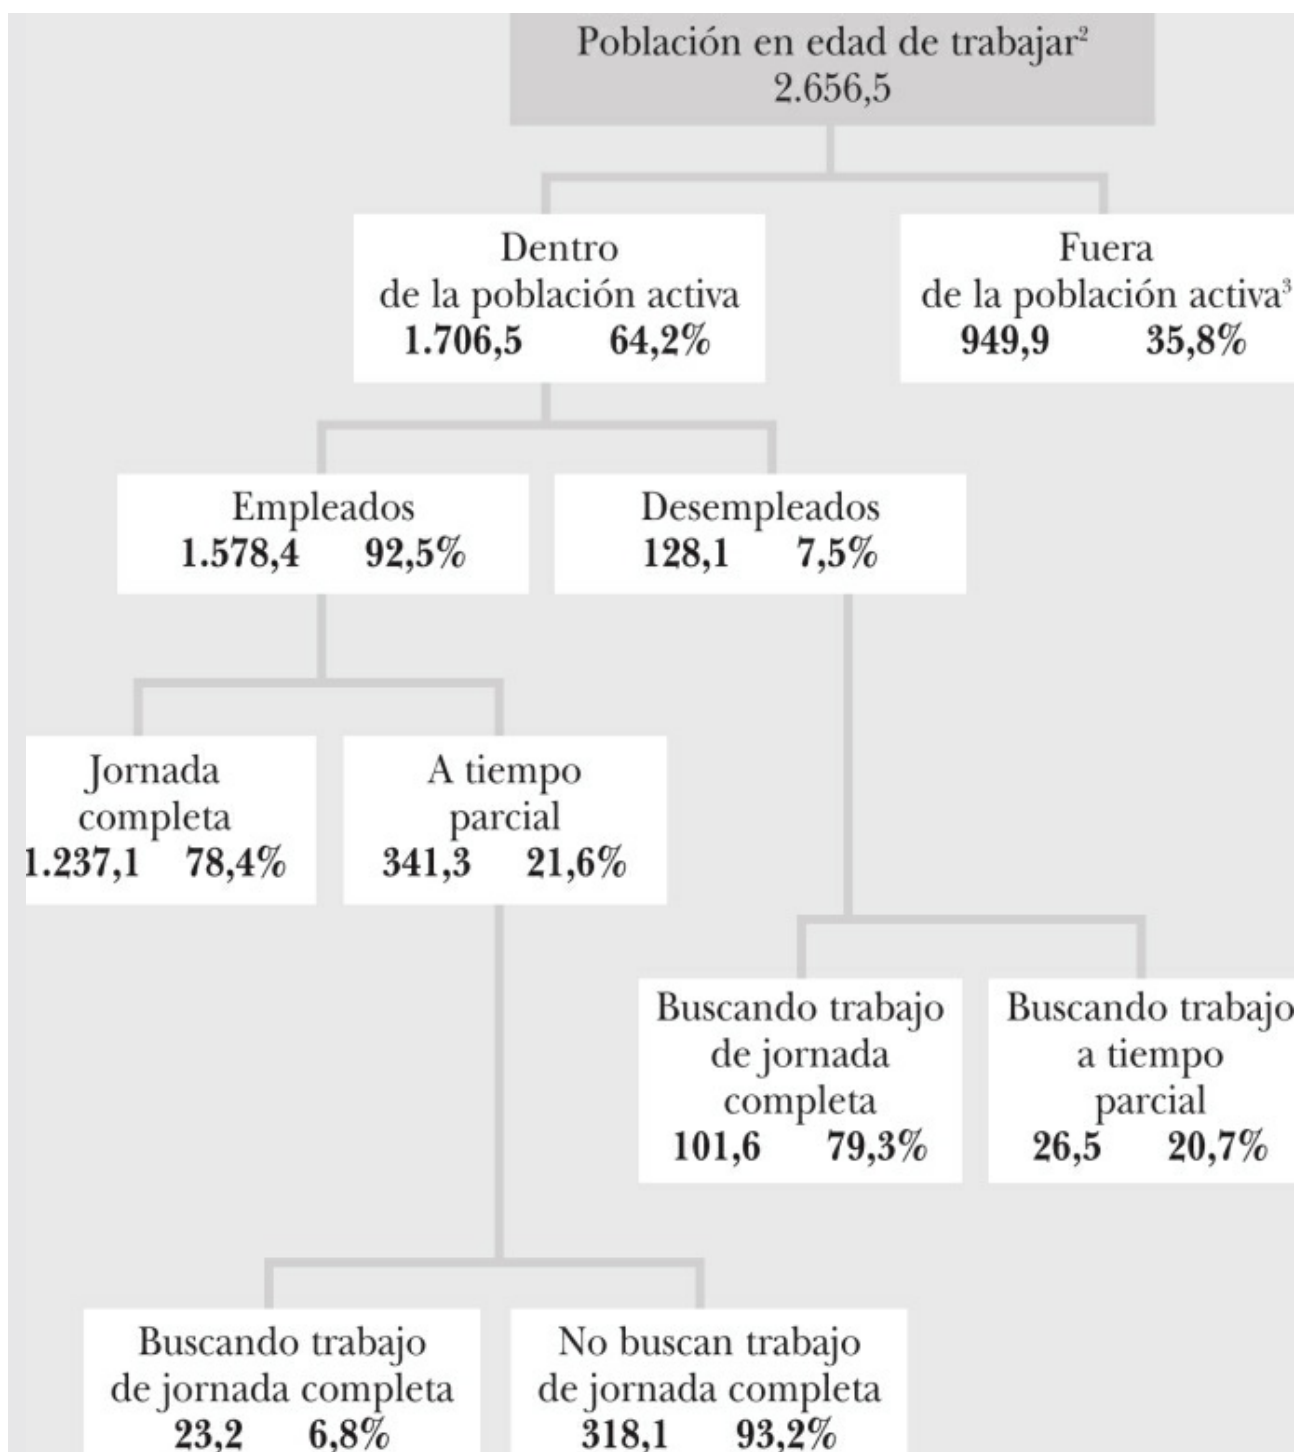 Población en edad de trabajar²
2.656,5
Dentro
de la población activa
1.706,5 64,2%
Fuera
de la población activa³
949,9 35,8%
Empleados
1.578,4 92,5%
Desempleados
128,1 7,5%
Jornada
completa
1.237,1 78,4%
A tiempo
parcial
341,3 21,6%
Buscando trabajo
de jornada
completa
101,6 79,3%
Buscando trabajo
a tiempo
parcial
26,5 20,7%
Buscando trabajo
de jornada completa
23,2 6,8%
No buscan trabajo
de jornada completa
318,1 93,2%